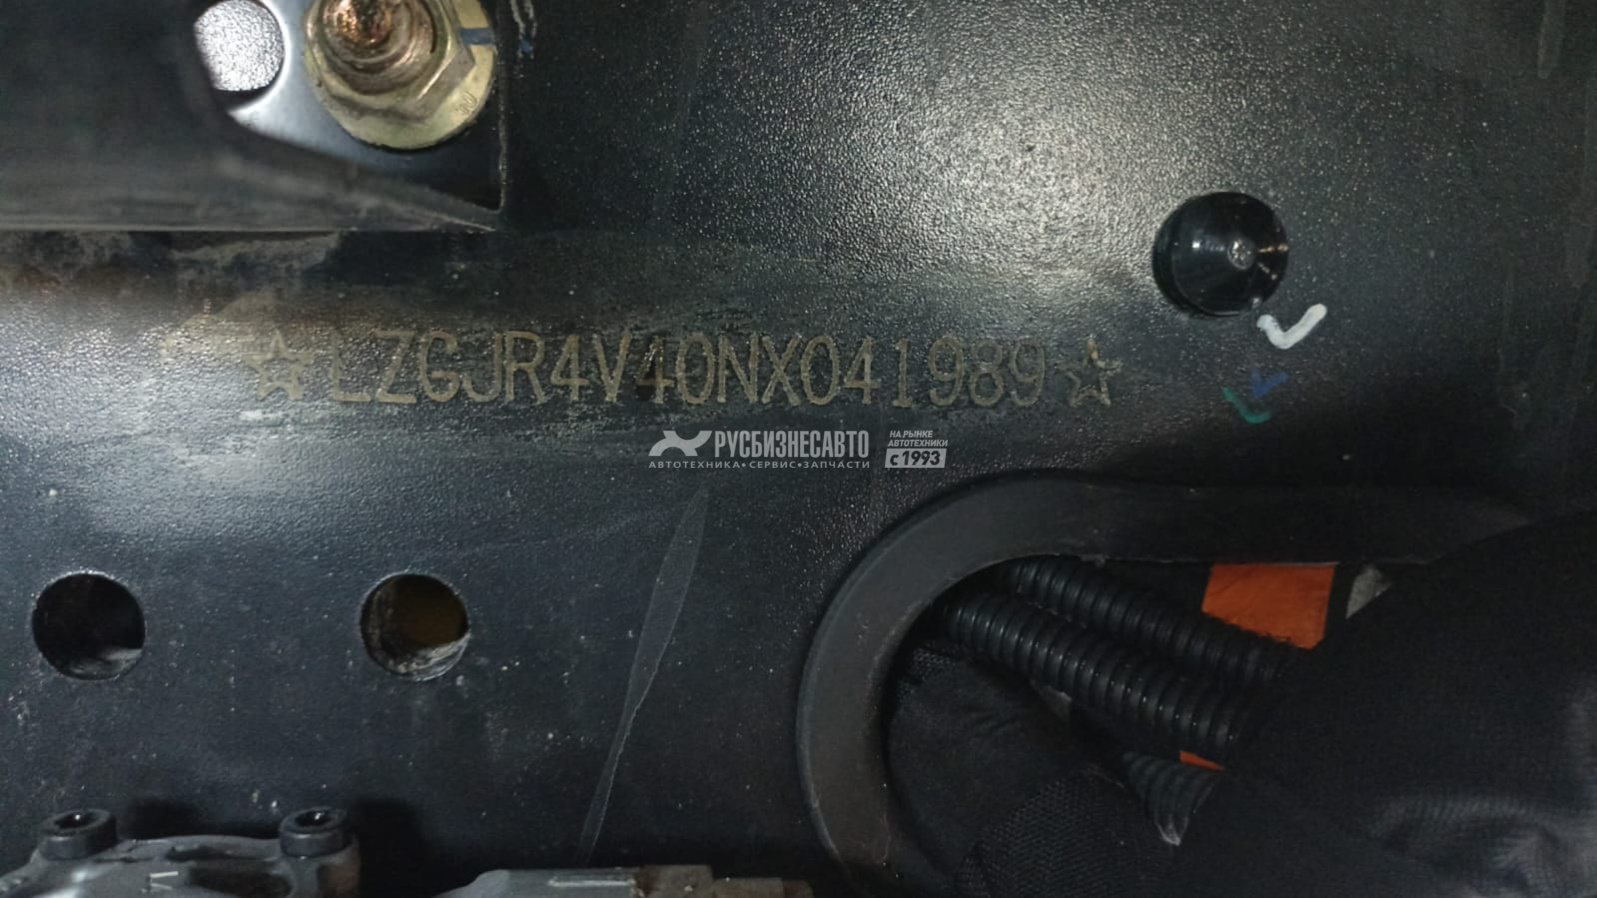 ☆LZGJR4V40NX041989☆
РУСБИЗНЕСАВТО
АВТОТЕХНИКА•СЕРВИС•ЗАПЧАСТИ
НА РЫНКЕ
АВТОТЕХНИКИ
с 1993